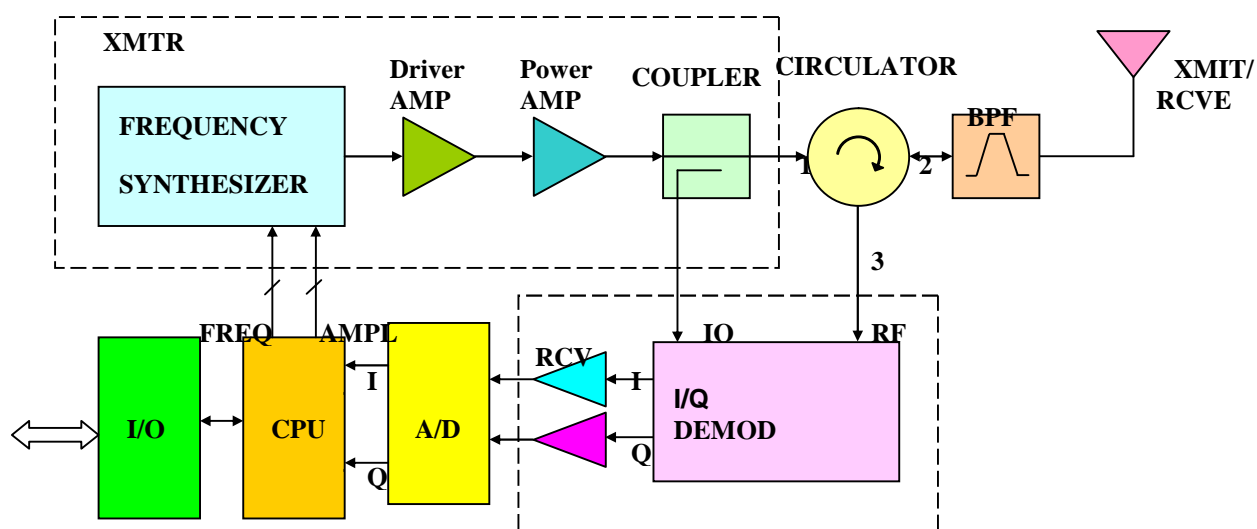 XMTR
Driver
AMP
Power
AMP
COUPLER
CIRCULATOR
XMIT/
RCVE
FREQUENCY
SYNTHESIZER
BPF
1
2
3
FREQ
AMPL
IO
RF
RCV
I
I
I/Q
DEMOD
I/O
CPU
A/D
Q
Q